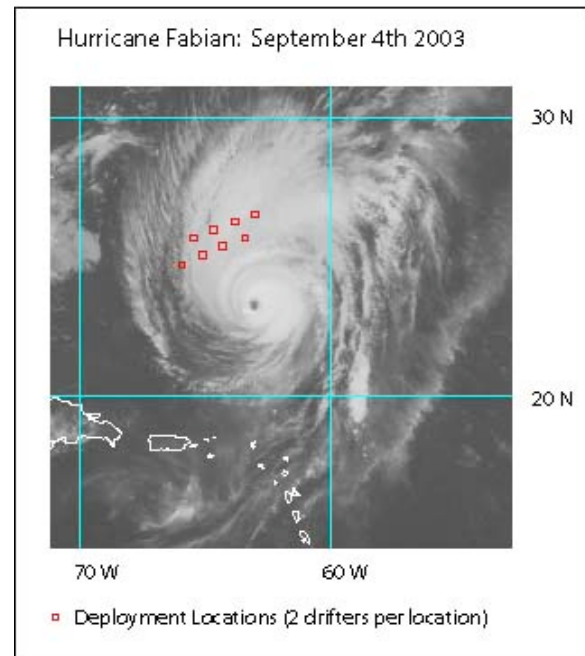 Hurricane Fabian: September 4th 2003
30 N
20 N
70 W
60 W
Deployment Locations (2 drifters per location)